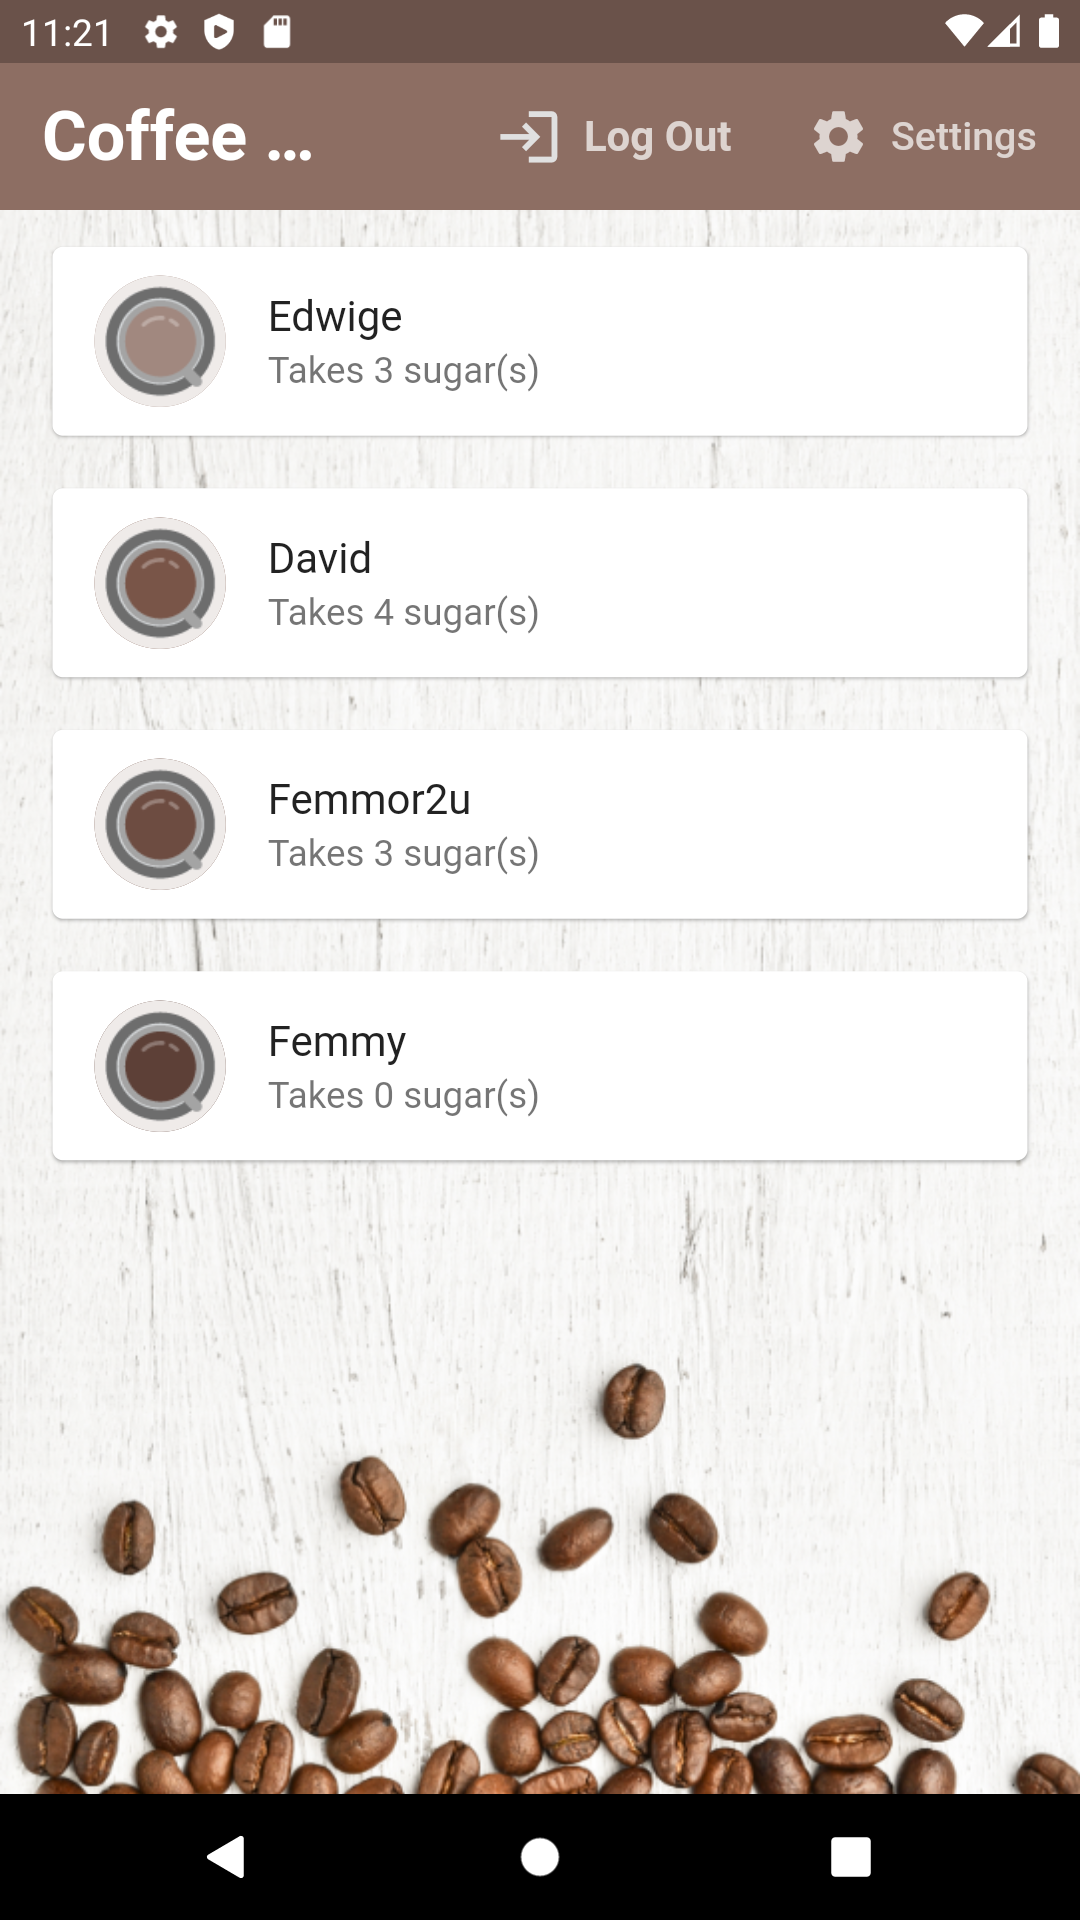 11:21
Coffee ... Log Out Settings
Edwige
Takes 3 sugar(s)
David
Takes 4 sugar(s)
Femmor2u
Takes 3 sugar(s)
Femmy
Takes 0 sugar(s)